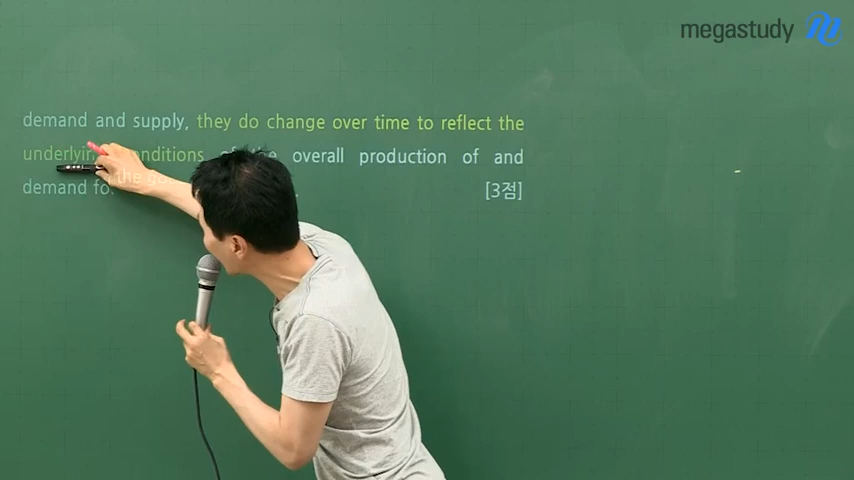 megastudy
demand and supply, they do change over time to reflect the
underlying conditions of the overall production of and
demand for the [3점]